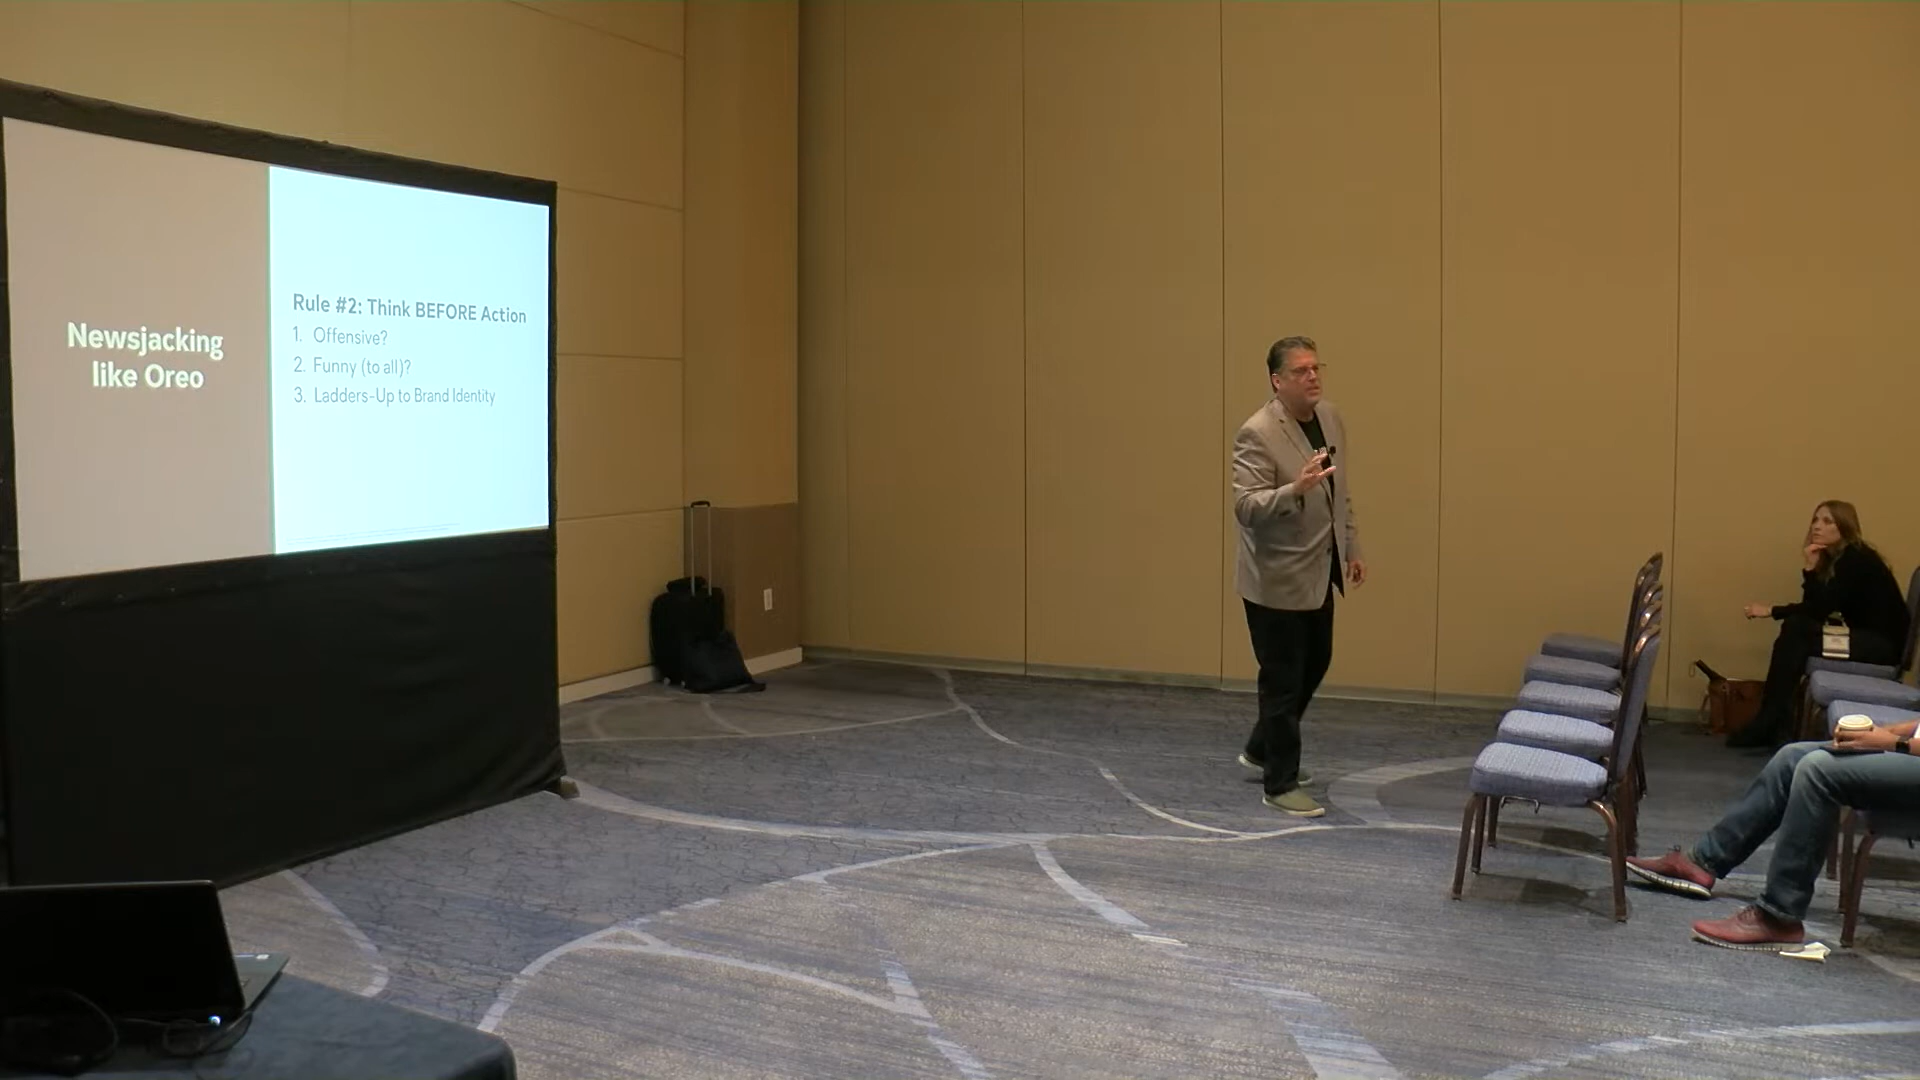 Newsjacking
like Oreo
Rule #2: Think BEFORE Action
1. Offensive?
2. Funny (to all)?
3. Ladders-Up to Brand Identity